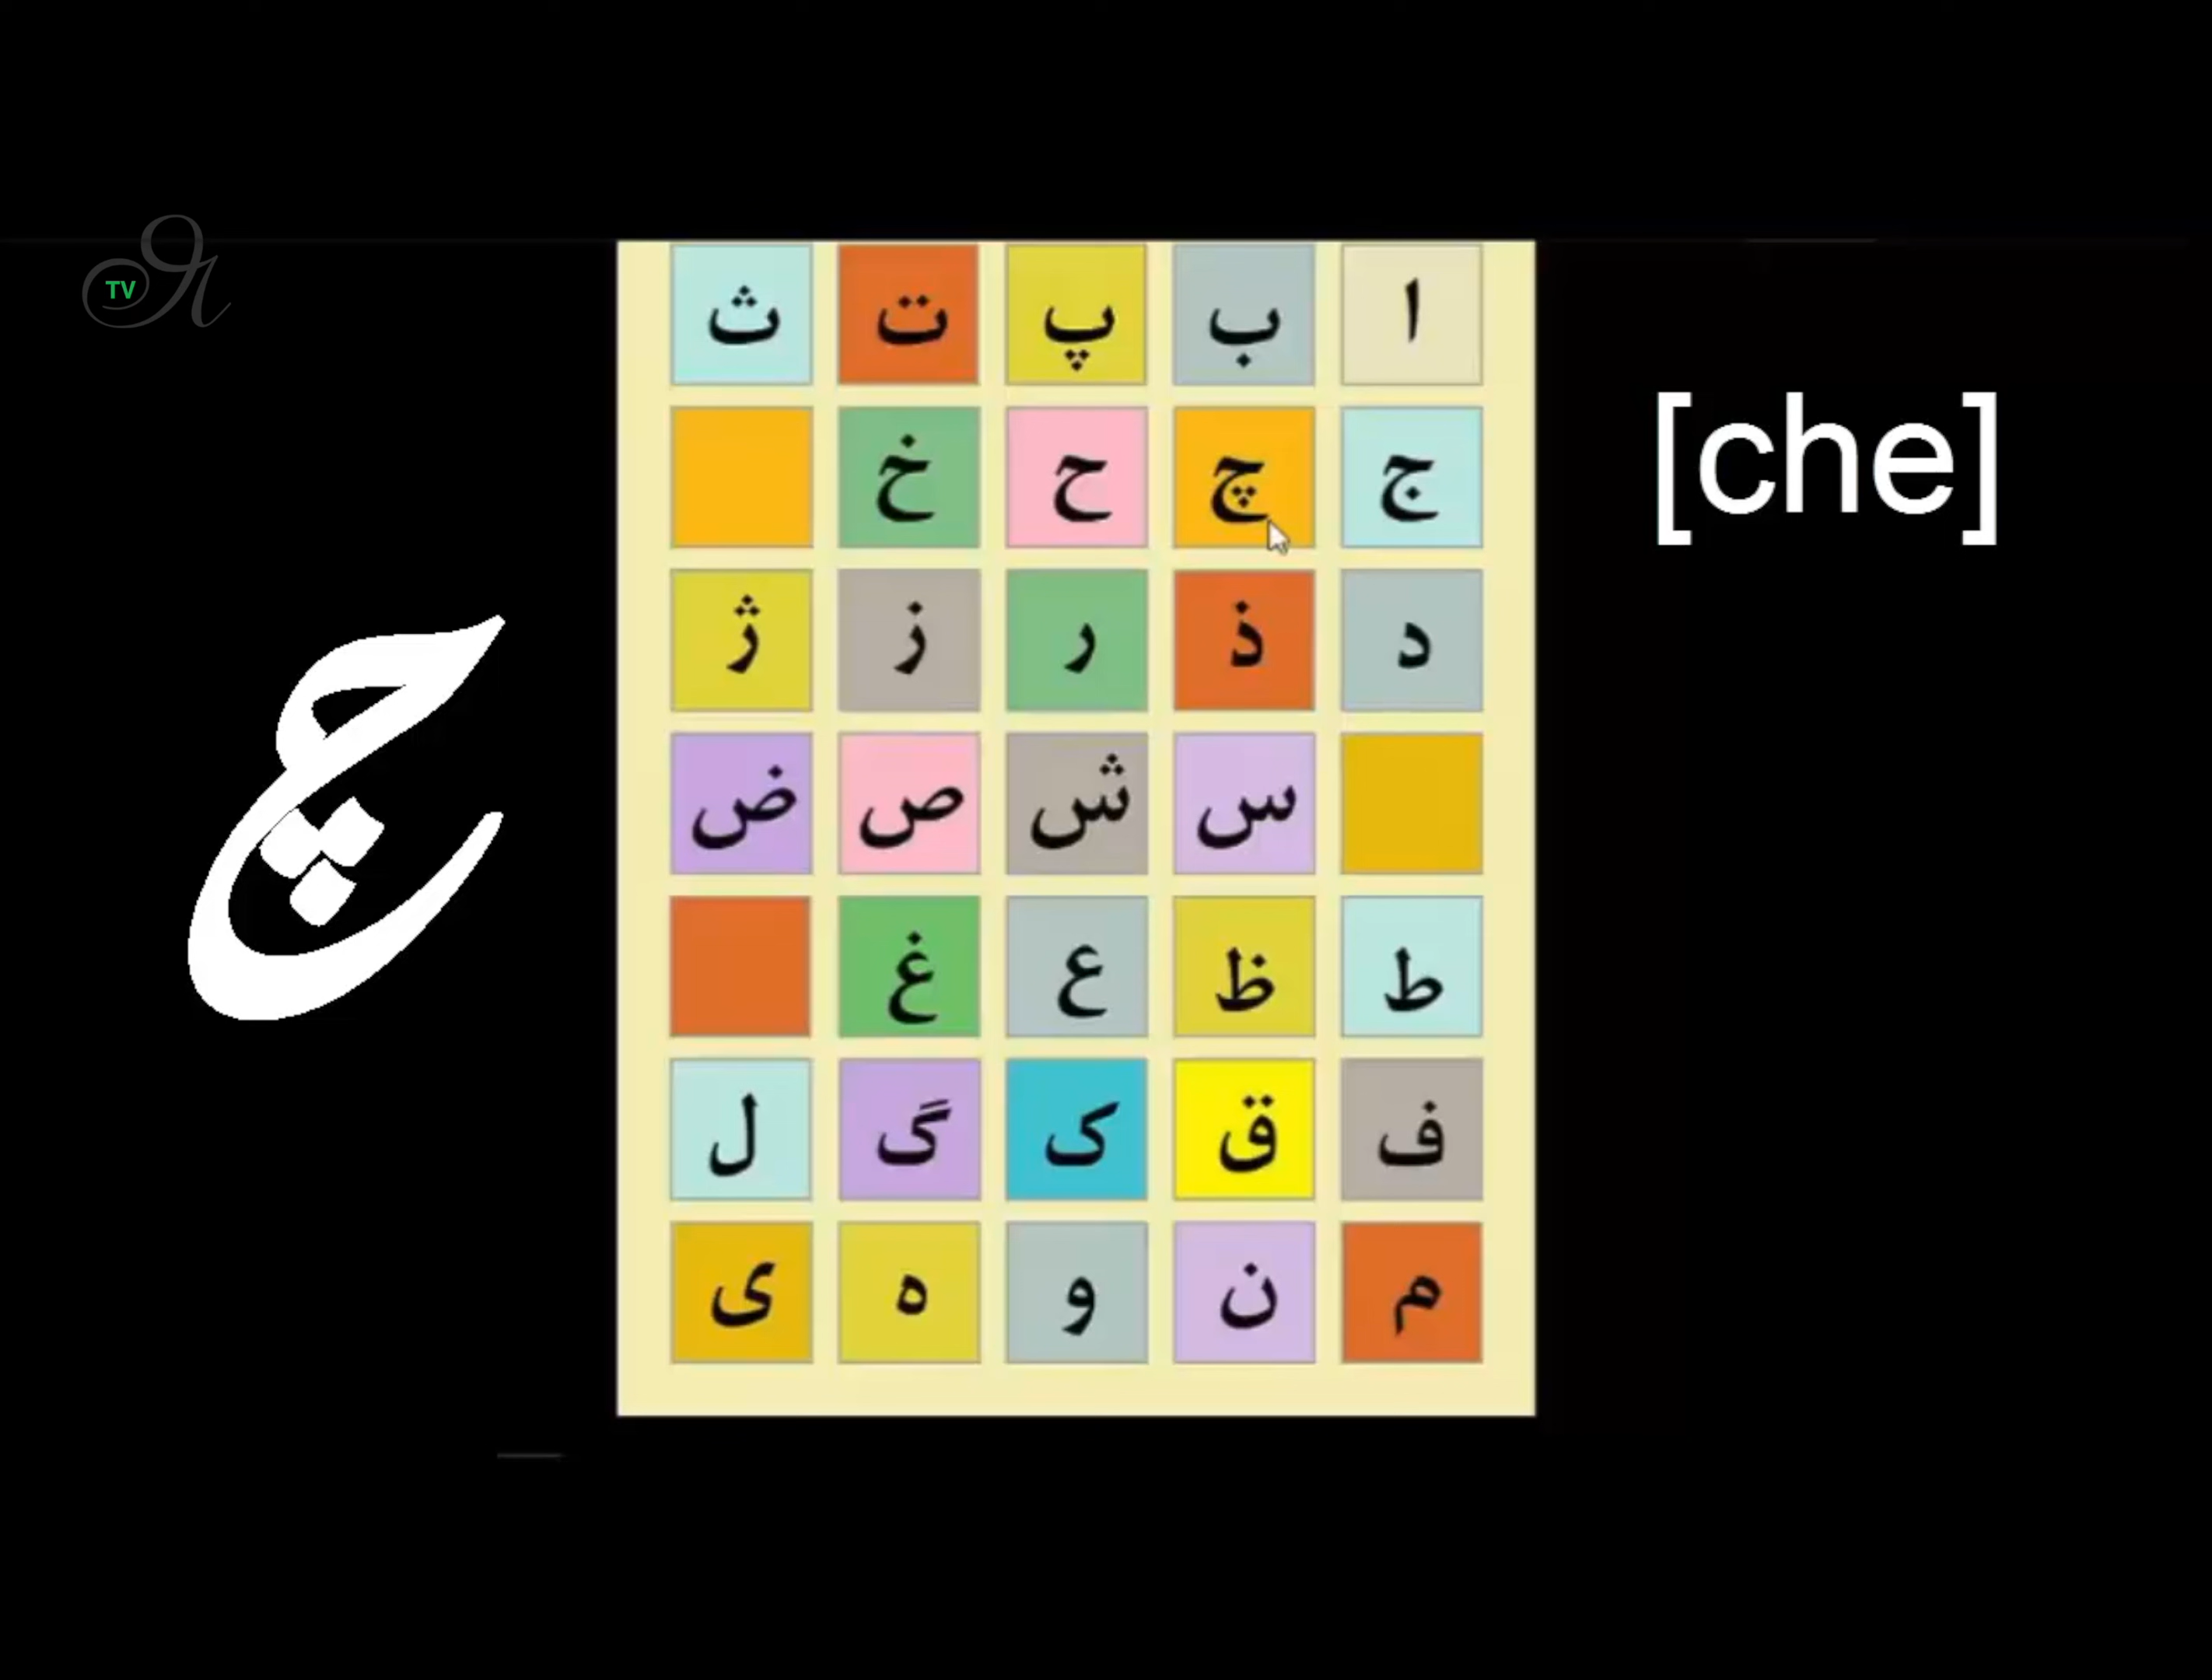 TV
ا ب پ ت ث
ج چ ح خ
د ذ ر ز ژ
س ش ص ض
ط ظ ع غ
ف ق ک گ ل
م ن و ه ی
[che]
چ